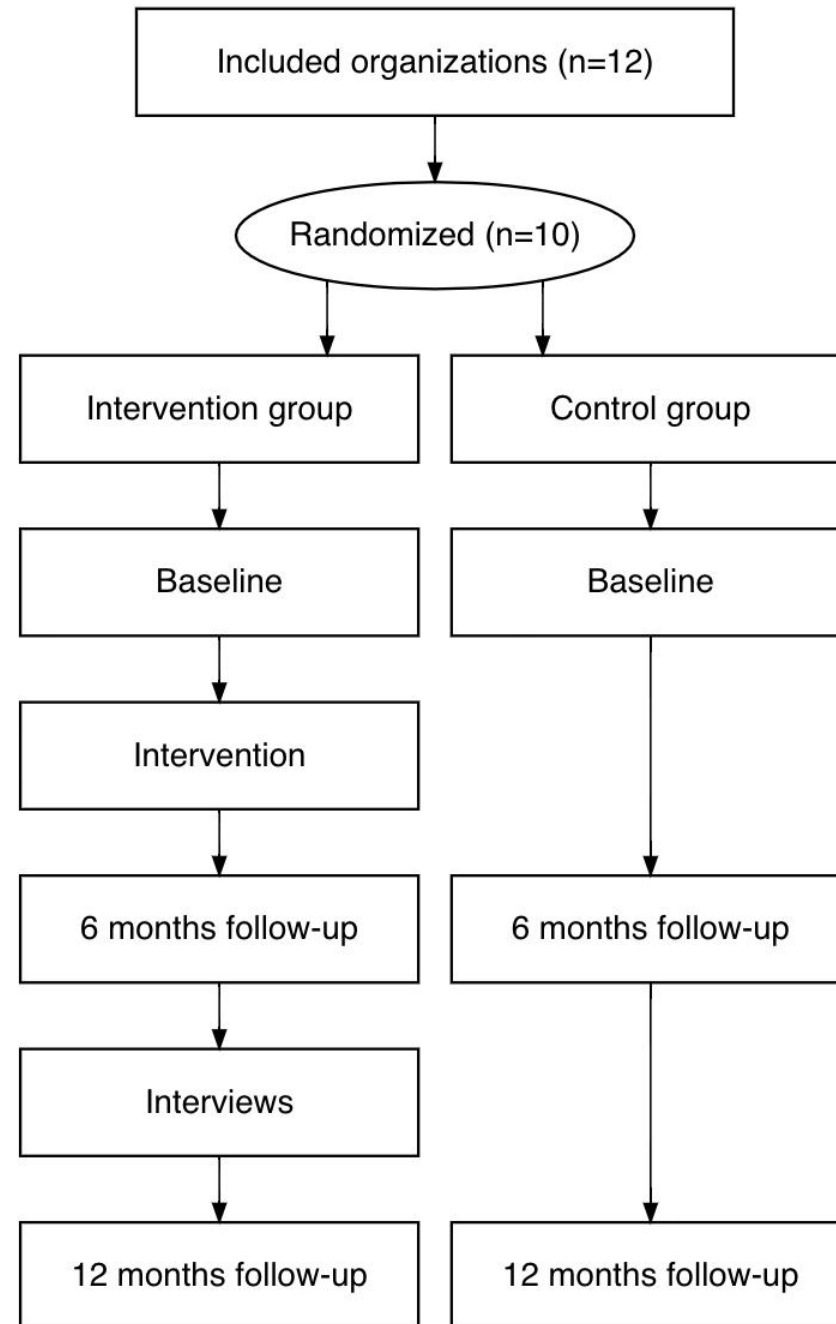 Included organizations (n=12)
Randomized (n=10)
Intervention group
Control group
Baseline
Baseline
Intervention
6 months follow-up
6 months follow-up
Interviews
12 months follow-up
12 months follow-up